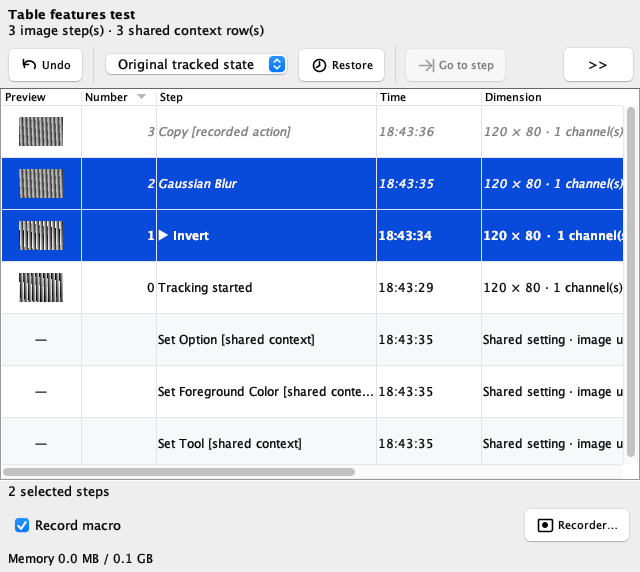 Table features test
3 image step(s) · 3 shared context row(s)
Undo
Original tracked state
Restore
Go to step
>>
Preview Number Step Time Dimension
3 Copy [recorded action] 18:43:36 120 × 80 · 1 channel(s)
2 Gaussian Blur 18:43:35 120 × 80 · 1 channel(s)
1 ▶ Invert 18:43:34 120 × 80 · 1 channel(s
0 Tracking started 18:43:29 120 × 80 · 1 channel(s)
— Set Option [shared context] 18:43:35 Shared setting · image u
— Set Foreground Color [shared conte... 18:43:35 Shared setting · image u
— Set Tool [shared context] 18:43:35 Shared setting · image u
2 selected steps
Record macro
Recorder...
Memory 0.0 MB / 0.1 GB